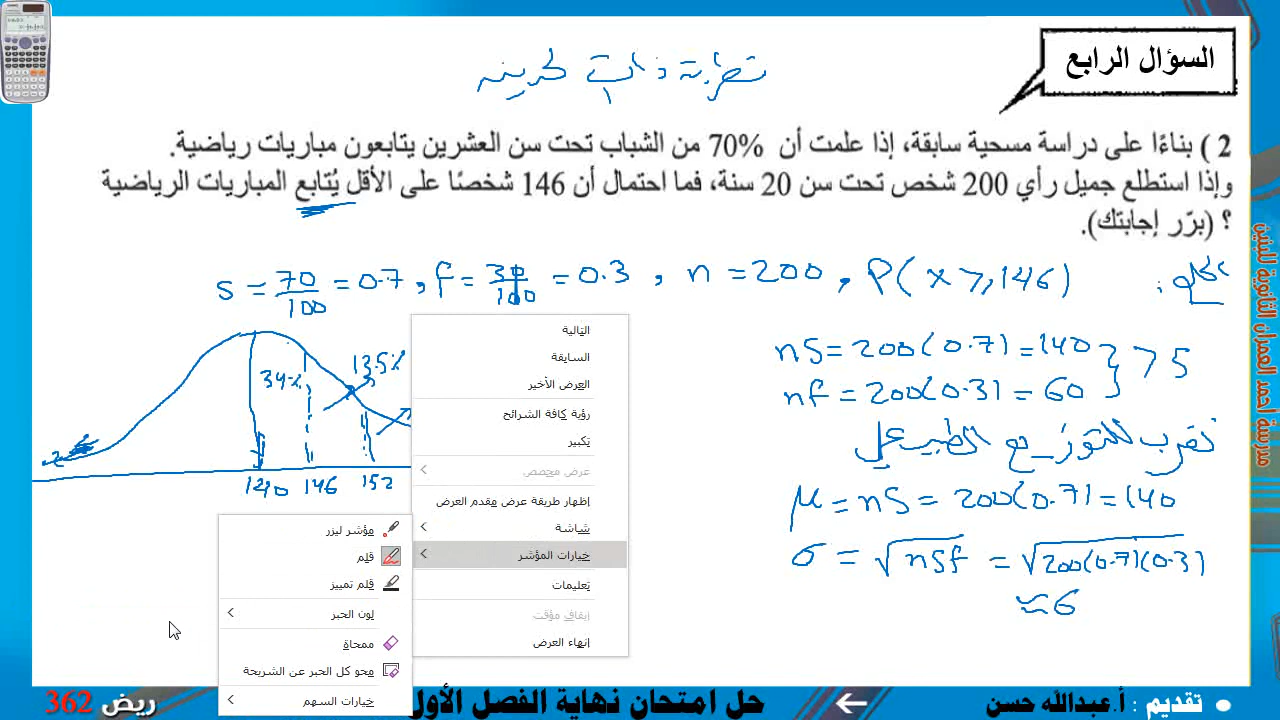 السؤال الرابع
تجربة ذات حدين
2 ) بناءًا على دراسة مسحية سابقة، إذا علمت أن 70% من الشباب تحت سن العشرين يتابعون مباريات رياضية.
وإذا استطلع جميل رأي 200 شخص تحت سن 20 سنة، فما احتمال أن 146 شخصًا على الأقل يُتابع المباريات الرياضية
؟ (برّر إجابتك).
s = 70/100 = 0.7 , f = 30/100 = 0.3 , n = 200 , P( x ≥ 146 )
nS = 200(0.7) = 140 } > 5
nf = 200(0.3) = 60
نقرب للتوزيع الطبيعي
μ = nS = 200(0.7) = 140
σ = √nSf = √200(0.7)(0.3)
≈ 6
34%
13.5%
140 146 152
التالية
السابقة
العرض الأخير
رؤية كافة الشرائح
تكبير
عرض مخصص
إظهار طريقة عرض مقدم العرض
شاشة
خيارات المؤشر
تعليمات
إيقاف مؤقت
إنهاء العرض
مؤشر ليزر
قلم
قلم تمييز
لون الحبر
ممحاة
محو كل الحبر عن الشريحة
خيارات السهم
مدرسة احمد العمران الثانوية للبنين
تقديم : أ.عبدالله حسن
حل امتحان نهاية الفصل الأول
ريض 362